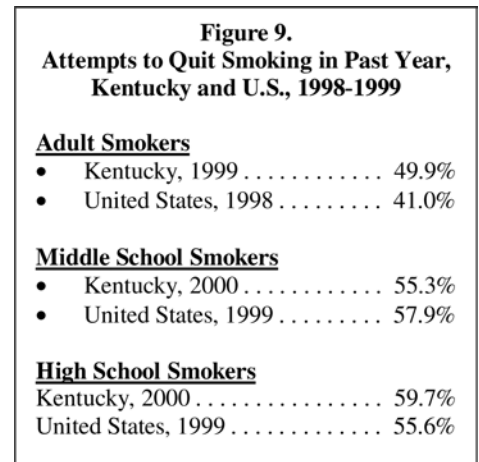 Figure 9.
Attempts to Quit Smoking in Past Year,
Kentucky and U.S., 1998-1999
Adult Smokers
• Kentucky, 1999 . . . . . . . . . . . . 49.9%
• United States, 1998 . . . . . . . . . 41.0%
Middle School Smokers
• Kentucky, 2000 . . . . . . . . . . . . 55.3%
• United States, 1999 . . . . . . . . . 57.9%
High School Smokers
Kentucky, 2000 . . . . . . . . . . . . . . . . 59.7%
United States, 1999 . . . . . . . . . . . . . 55.6%